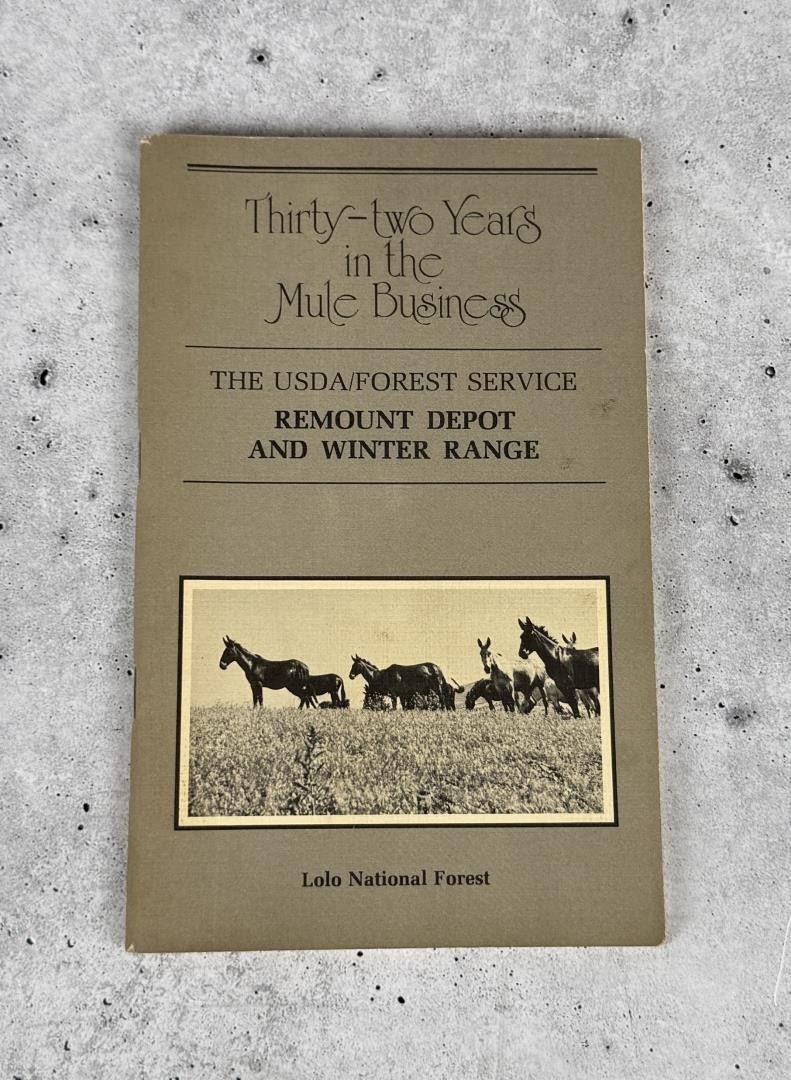 Thirty-two Years
in the
Mule Business
THE USDA/FOREST SERVICE
REMOUNT DEPOT
AND WINTER RANGE
Lolo National Forest